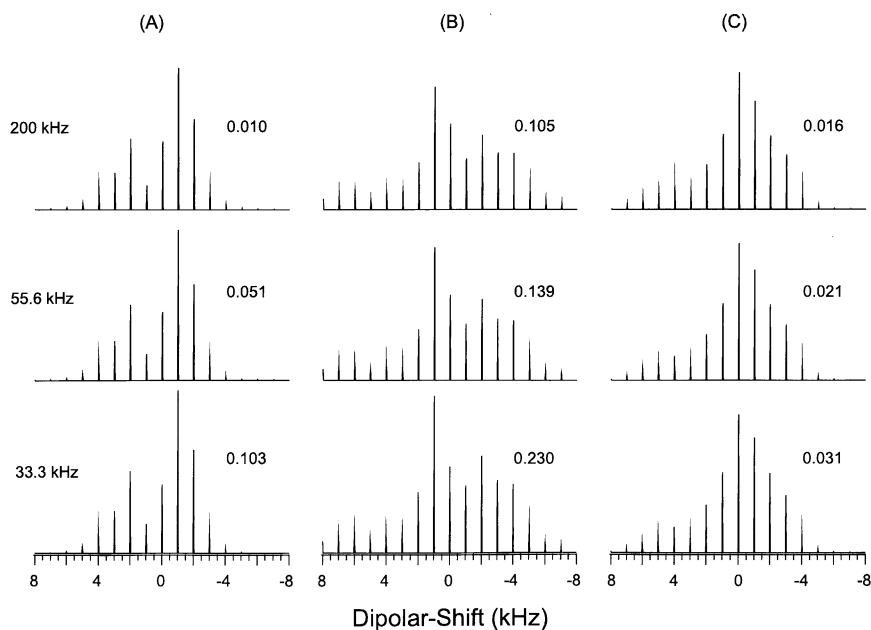 (A) (B) (C)
200 kHz 0.010 0.105 0.016
55.6 kHz 0.051 0.139 0.021
33.3 kHz 0.103 0.230 0.031
8 4 0 -4 -8 8 4 0 -4 -8 8 4 0 -4 -8
Dipolar-Shift (kHz)